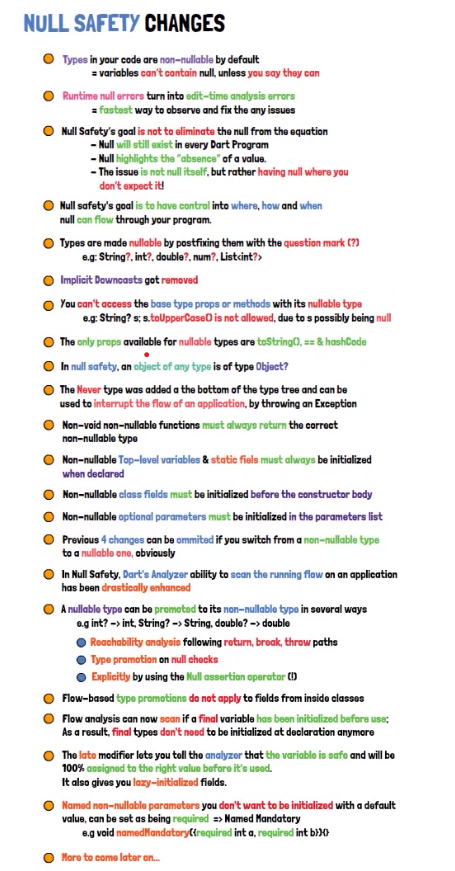 NULL SAFETY CHANGES
Types in your code are non-nullable by default
= variables can't contain null, unless you say they can
Runtime null errors turn into edit-time analysis errors
= fastest way to observe and fix the any issues
Null Safety's goal is not to eliminate the null from the equation
- Null will still exist in every Dart Program
- Null highlights the "absence" of a value.
- The issue is not null itself, but rather having null where you
don't expect it!
Null safety's goal is to have control into where, how and when
null can flow through your program.
Types are made nullable by postfixing them with the question mark (?)
e.g: String?, int?, double?, num?, List<int?>
Implicit Downcasts got removed
You can't access the base type props or methods with its nullable type
e.g: String? s; s.toUpperCase() is not allowed, due to s possibly being null
The only props available for nullable types are toString(), == & hashCode
In null safety, an object of any type is of type Object?
The Never type was added a the bottom of the type tree and can be
used to interrupt the flow of an application, by throwing an Exception
Non-void non-nullable functions must always return the correct
non-nullable type
Non-nullable Top-level variables & static fiels must always be initialized
when declared
Non-nullable class fields must be initialized before the constructor body
Non-nullable optional parameters must be initialized in the parameters list
Previous 4 changes can be ommited if you switch from a non-nullable type
to a nullable one, obviously
In Null Safety, Dart's Analyzer ability to scan the running flow on an application
has been drastically enhanced
A nullable type can be promoted to its non-nullable type in several ways
e.g int? -> int, String? -> String, double? -> double
Reachability analysis following return, break, throw paths
Type promotion on null checks
Explicitly by using the Null assertion operator (!)
Flow-based type promotions do not apply to fields from inside classes
Flow analysis can now scan if a final variable has been initialized before use;
As a result, final types don't need to be initialized at declaration anymore
The late modifier lets you tell the analyzer that the variable is safe and will be
100% assigned to the right value before it's used.
It also gives you lazy-initialized fields.
Named non-nullable parameters you don't want to be initialized with a default
value, can be set as being required => Named Mandatory
e.g void namedMandatory({required int a, required int b}){}
More to come later on...